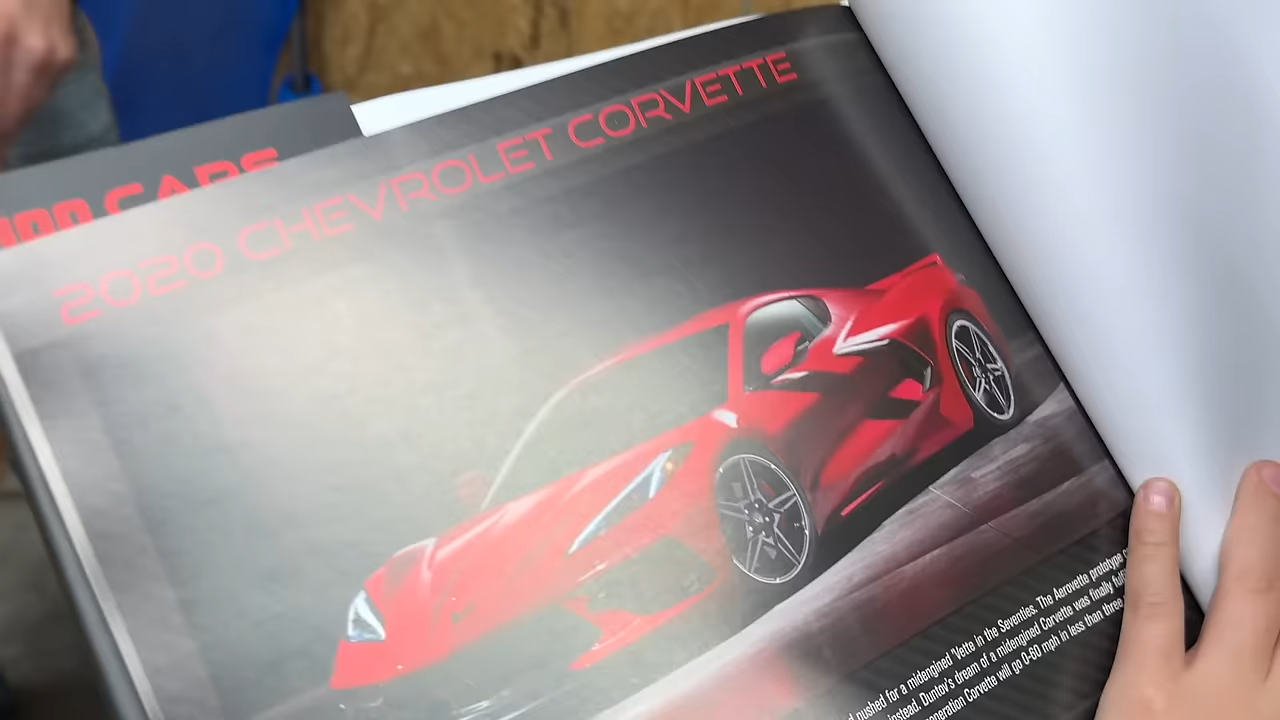 100 CARS
2020 CHEVROLET CORVETTE
pushed for a midengined 'Vette in the Seventies. The Aerovette prototype
instead. Duntov's dream of a midengined Corvette was finally
Corvette will go 0-60 mph in less than three